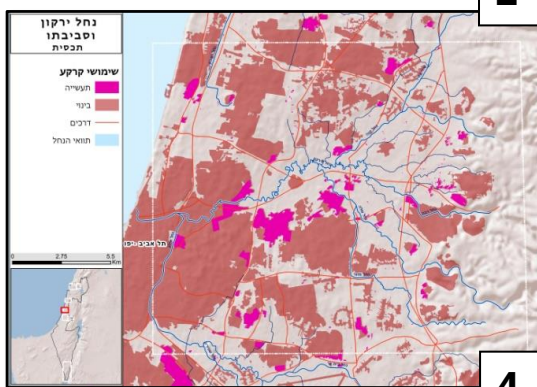 נחל ירקון
וסביבתו
תכסית
שימושי קרקע
תעשייה
בינוי
דרכים
תוואי הנחל
תל אביב-יפו
0 2.75 5.5
Km
4